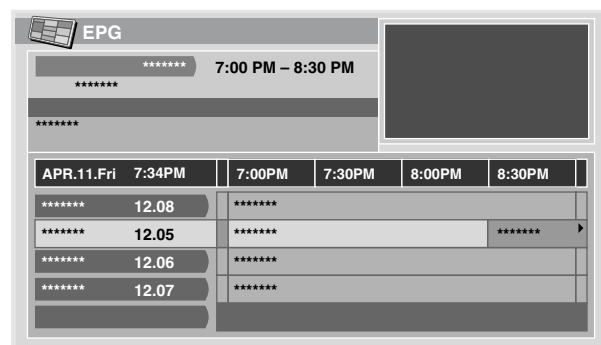 EPG
******* 7:00 PM – 8:30 PM
*******
*******
APR.11.Fri 7:34PM 7:00PM 7:30PM 8:00PM 8:30PM
******* 12.08 *******
******* 12.05 ******* *******
******* 12.06 *******
******* 12.07 *******